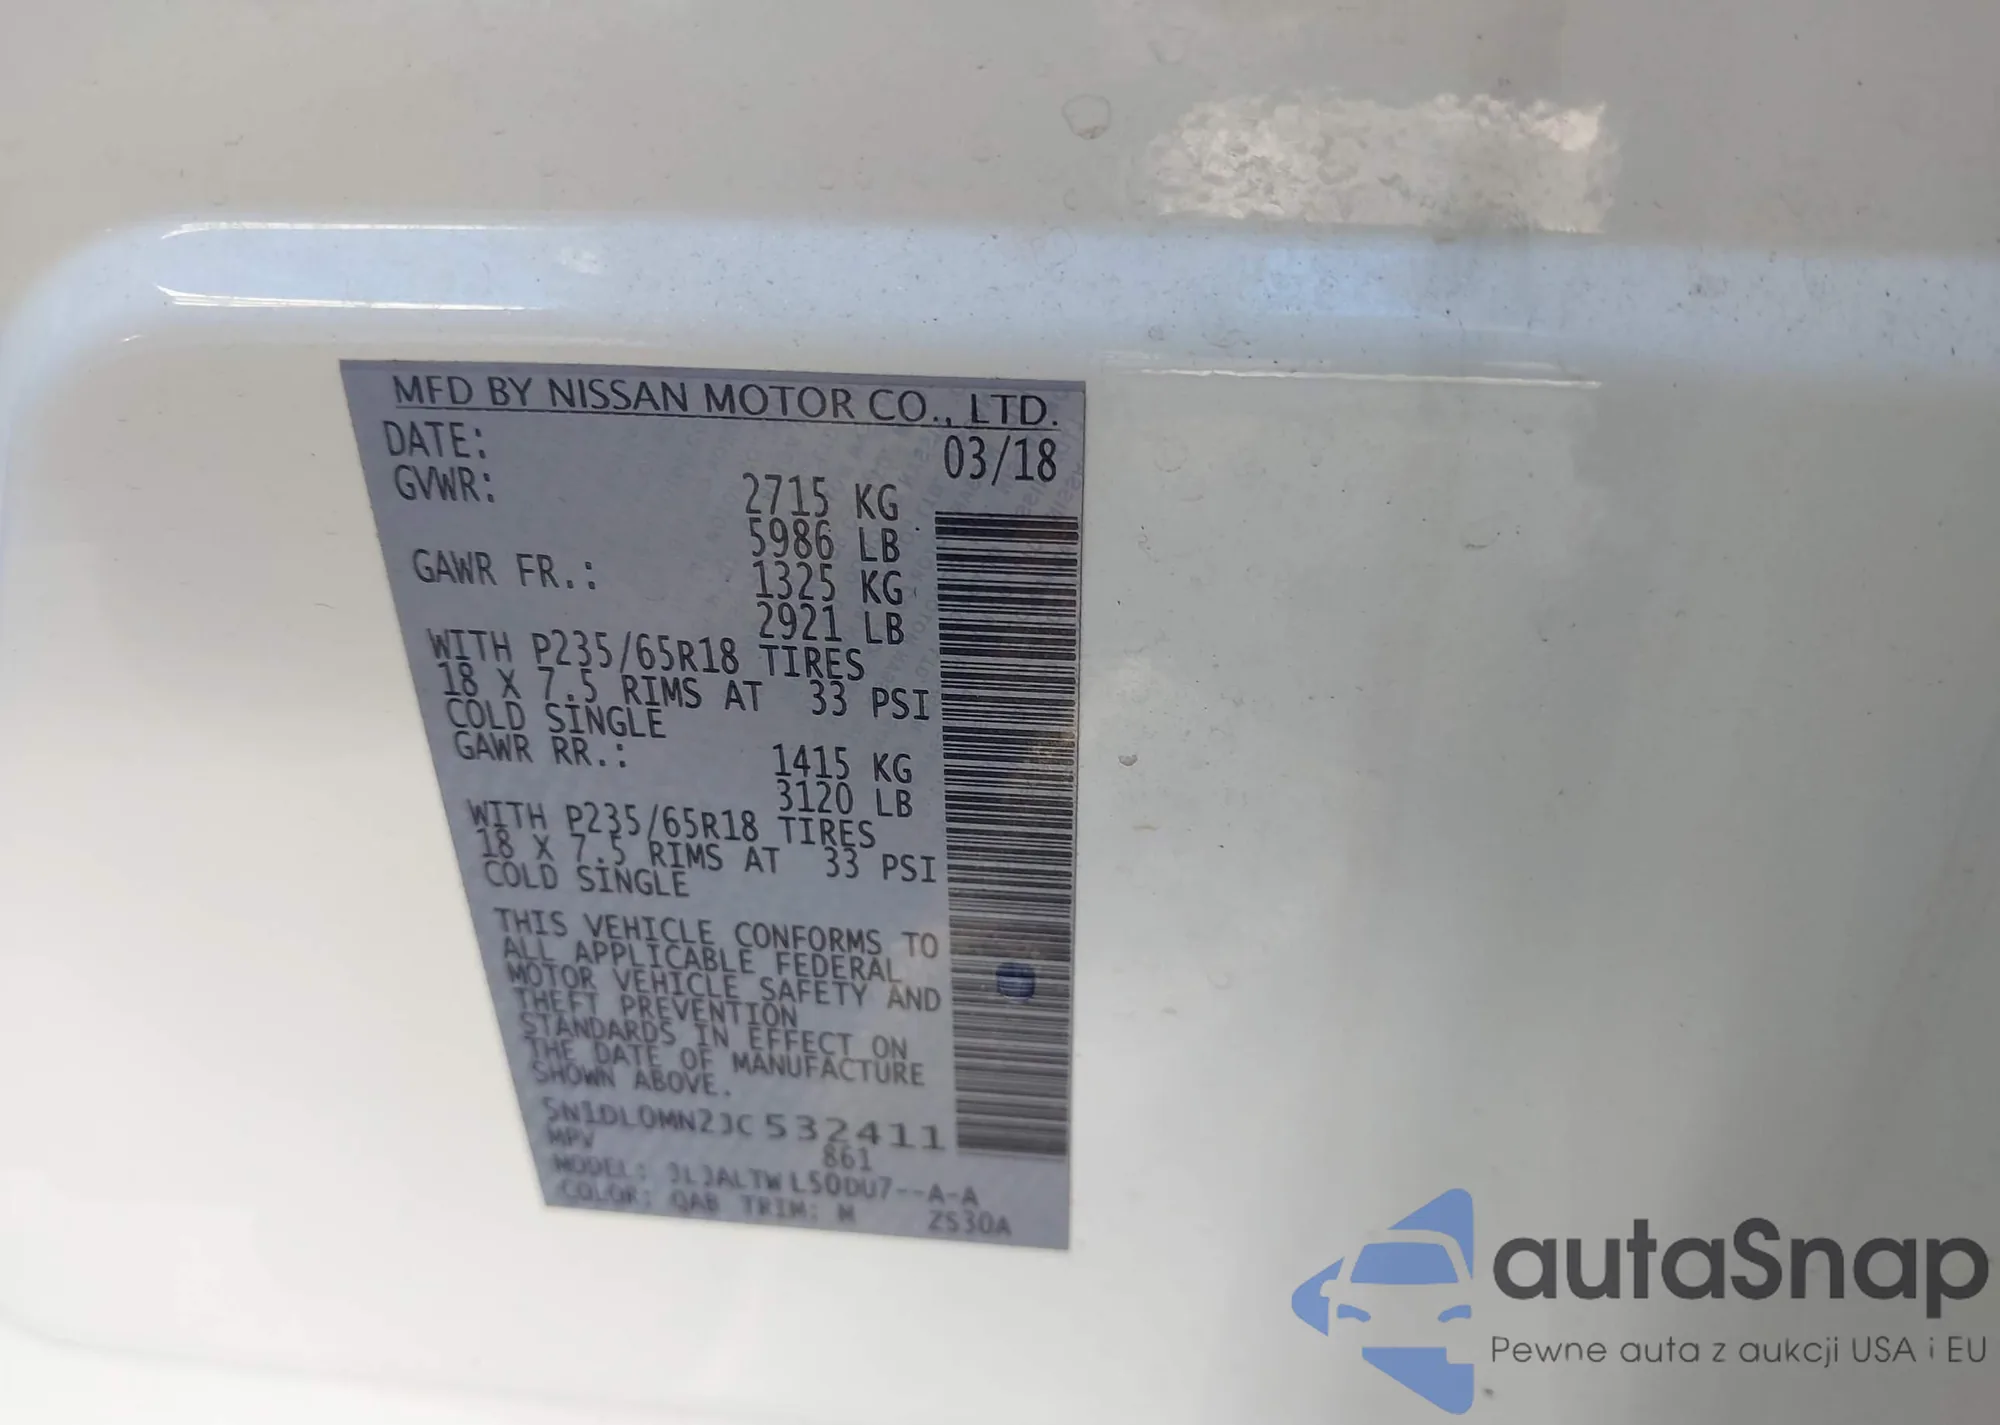 MFD BY NISSAN MOTOR CO., LTD.
DATE: 03/18
GVWR: 2715 KG
5986 LB
GAWR FR.: 1325 KG
2921 LB
WITH P235/65R18 TIRES
18 X 7.5 RIMS AT 33 PSI
COLD SINGLE
GAWR RR.: 1415 KG
3120 LB
WITH P235/65R18 TIRES
18 X 7.5 RIMS AT 33 PSI
COLD SINGLE
THIS VEHICLE CONFORMS TO
ALL APPLICABLE FEDERAL
MOTOR VEHICLE SAFETY AND
THEFT PREVENTION
STANDARDS IN EFFECT ON
THE DATE OF MANUFACTURE
SHOWN ABOVE.
5N1DL0MN2JC532411
MPV 861
MODEL: JLJALTWL50DU7--A-A
COLOR: QAB TRIM: M ZS30A
autaSnap
Pewne auta z aukcji USA i EU